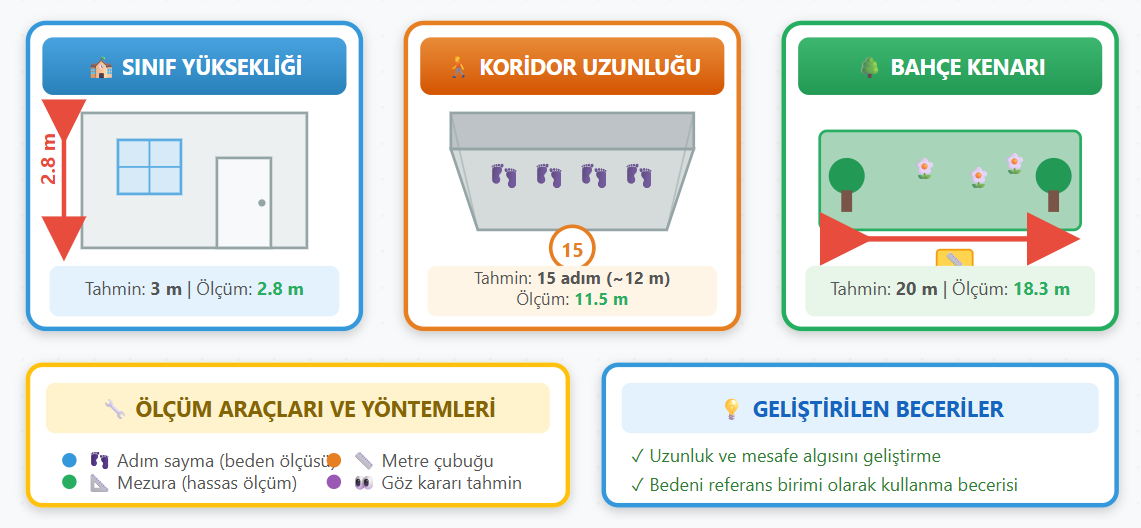 SINIF YÜKSEKLİĞİ
2.8 m
Tahmin: 3 m | Ölçüm: 2.8 m
KORİDOR UZUNLUĞU
15
Tahmin: 15 adım (~12 m)
Ölçüm: 11.5 m
BAHÇE KENARI
Tahmin: 20 m | Ölçüm: 18.3 m
ÖLÇÜM ARAÇLARI VE YÖNTEMLERİ
Adım sayma (beden ölçüsü)
Metre çubuğu
Mezura (hassas ölçüm)
Göz kararı tahmin
GELİŞTİRİLEN BECERİLER
✓ Uzunluk ve mesafe algısını geliştirme
✓ Bedeni referans birimi olarak kullanma becerisi